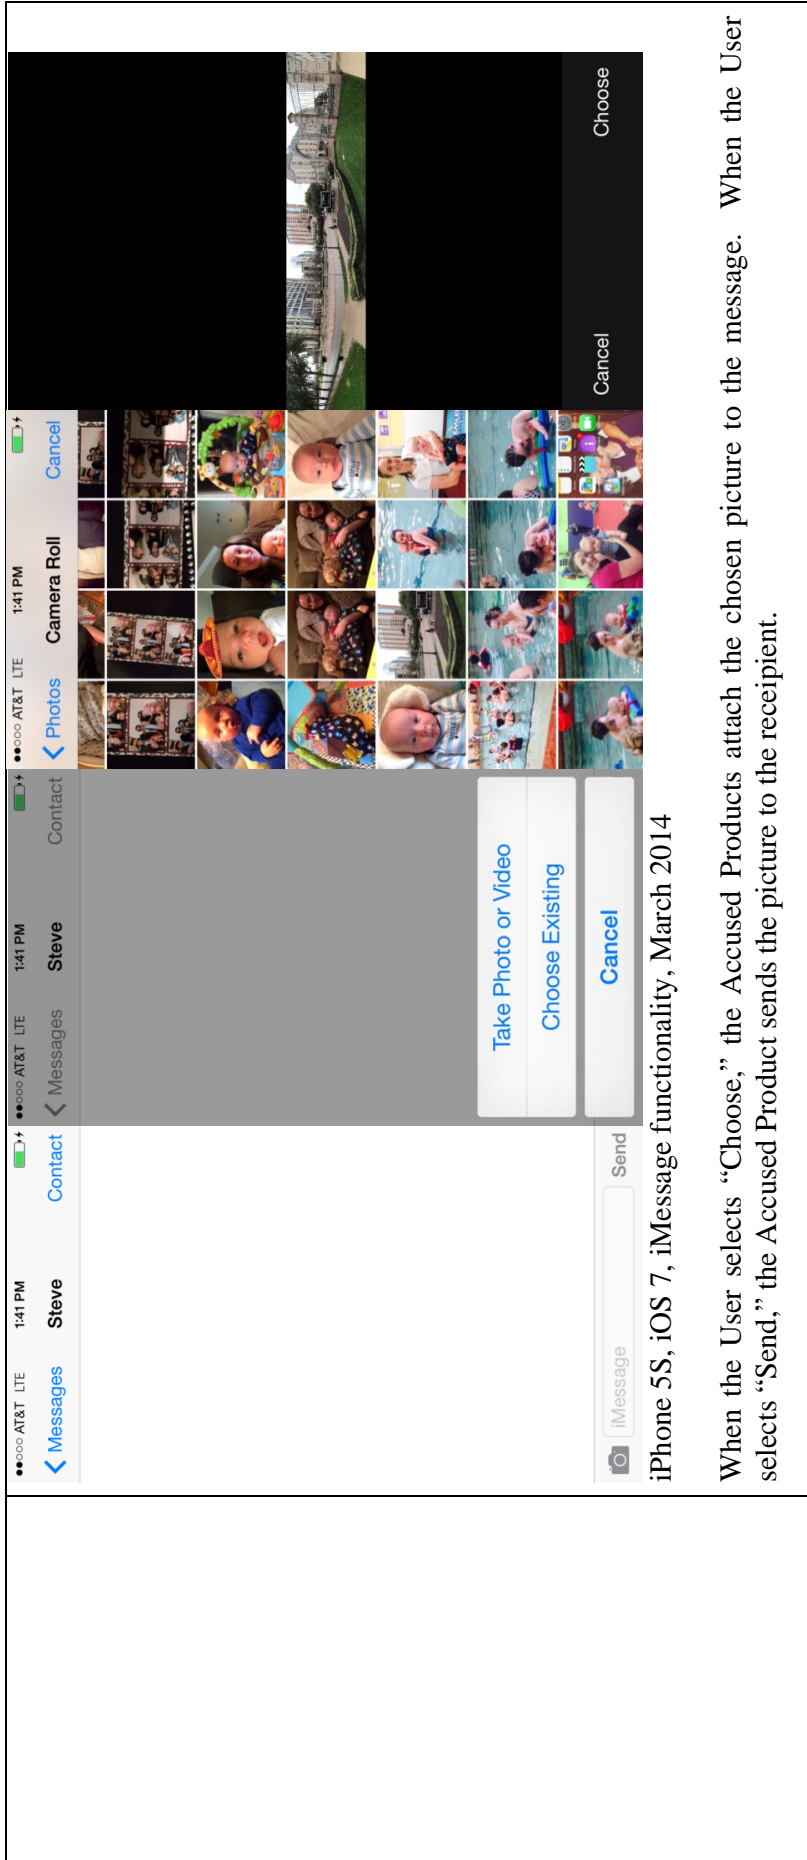 ●●○○○ AT&T LTE 1:41 PM
Messages Steve Contact
iMessage Send
●●○○○ AT&T LTE 1:41 PM
Messages Steve Contact
Take Photo or Video
Choose Existing
Cancel
●●○○○ AT&T LTE 1:41 PM
Photos Camera Roll Cancel
Cancel Choose
iPhone 5S, iOS 7, iMessage functionality, March 2014
When the User selects “Choose,” the Accused Products attach the chosen picture to the message. When the User
selects “Send,” the Accused Product sends the picture to the receipient.